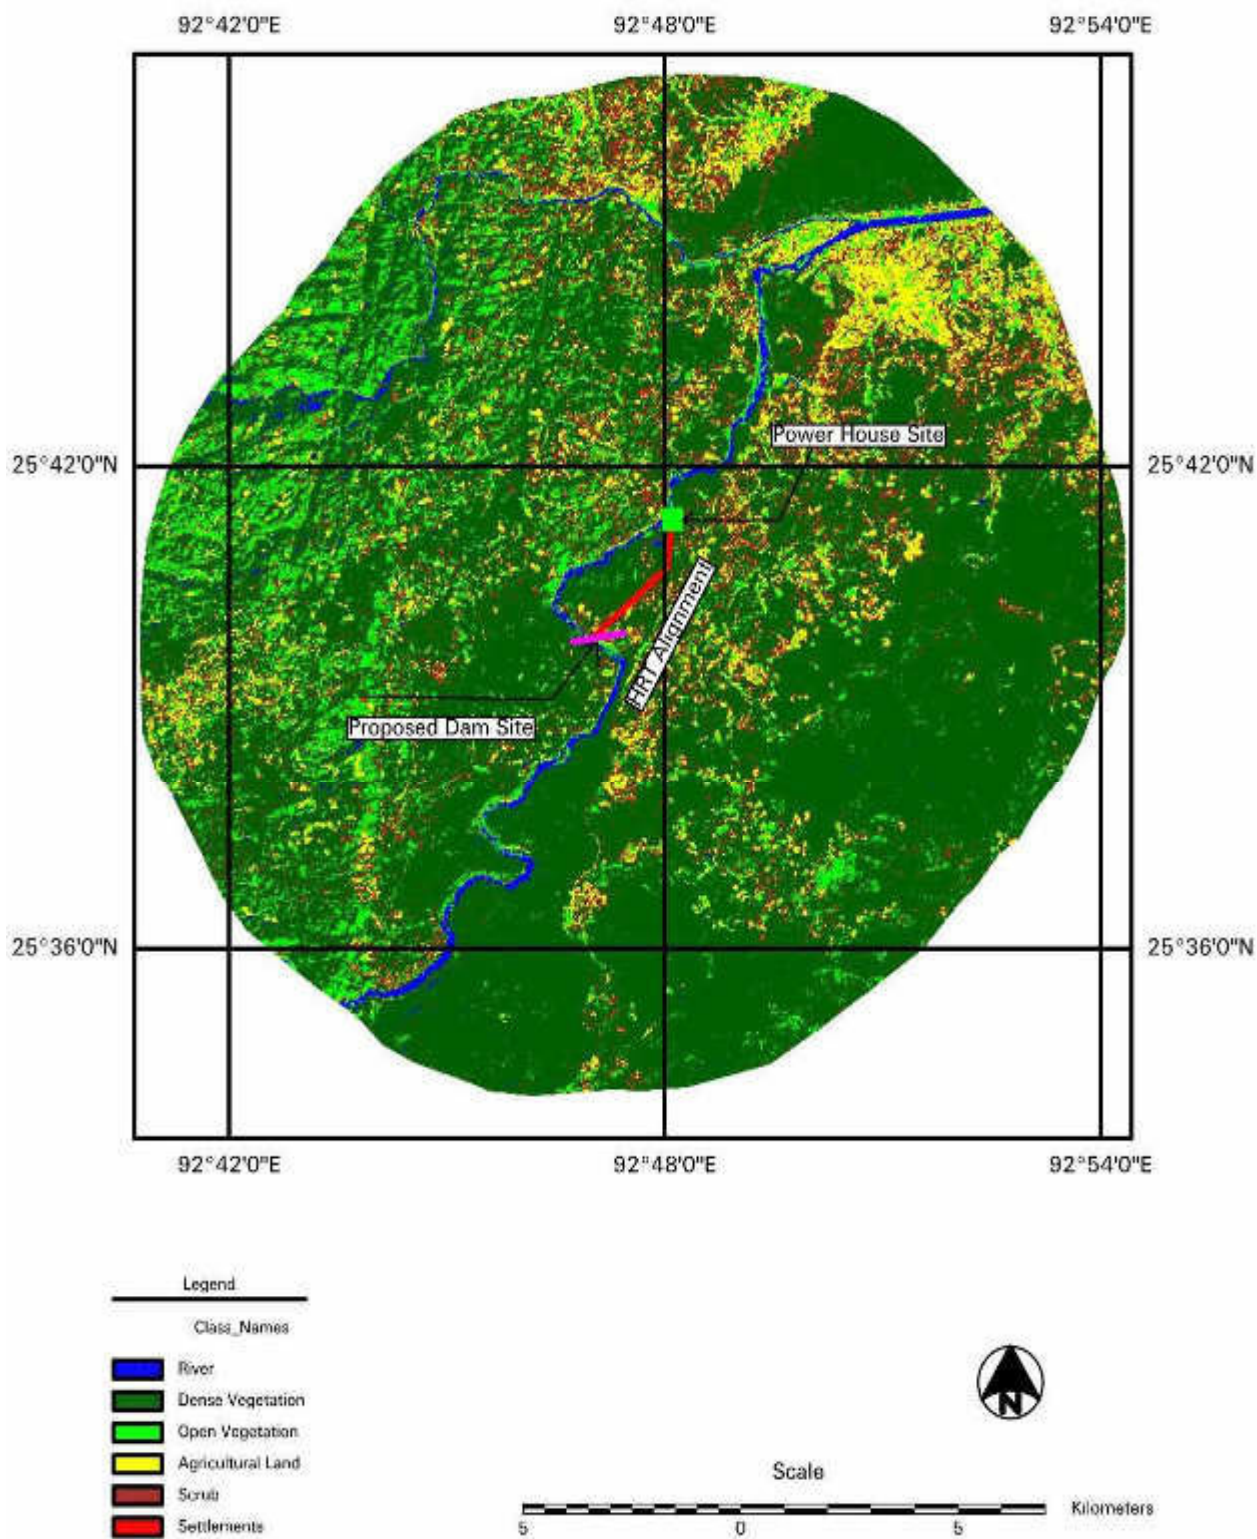 92°42'0"E 92°48'0"E 92°54'0"E
Power House Site
25°42'0"N 25°42'0"N
HRT Alignment
Proposed Dam Site
25°36'0"N 25°36'0"N
92°42'0"E 92°48'0"E 92°54'0"E
Legend
Class_Names
River
Dense Vegetation
Open Vegetation
Agricultural Land
Scrub
Settlements
N
Scale
5 0 5 Kilometers